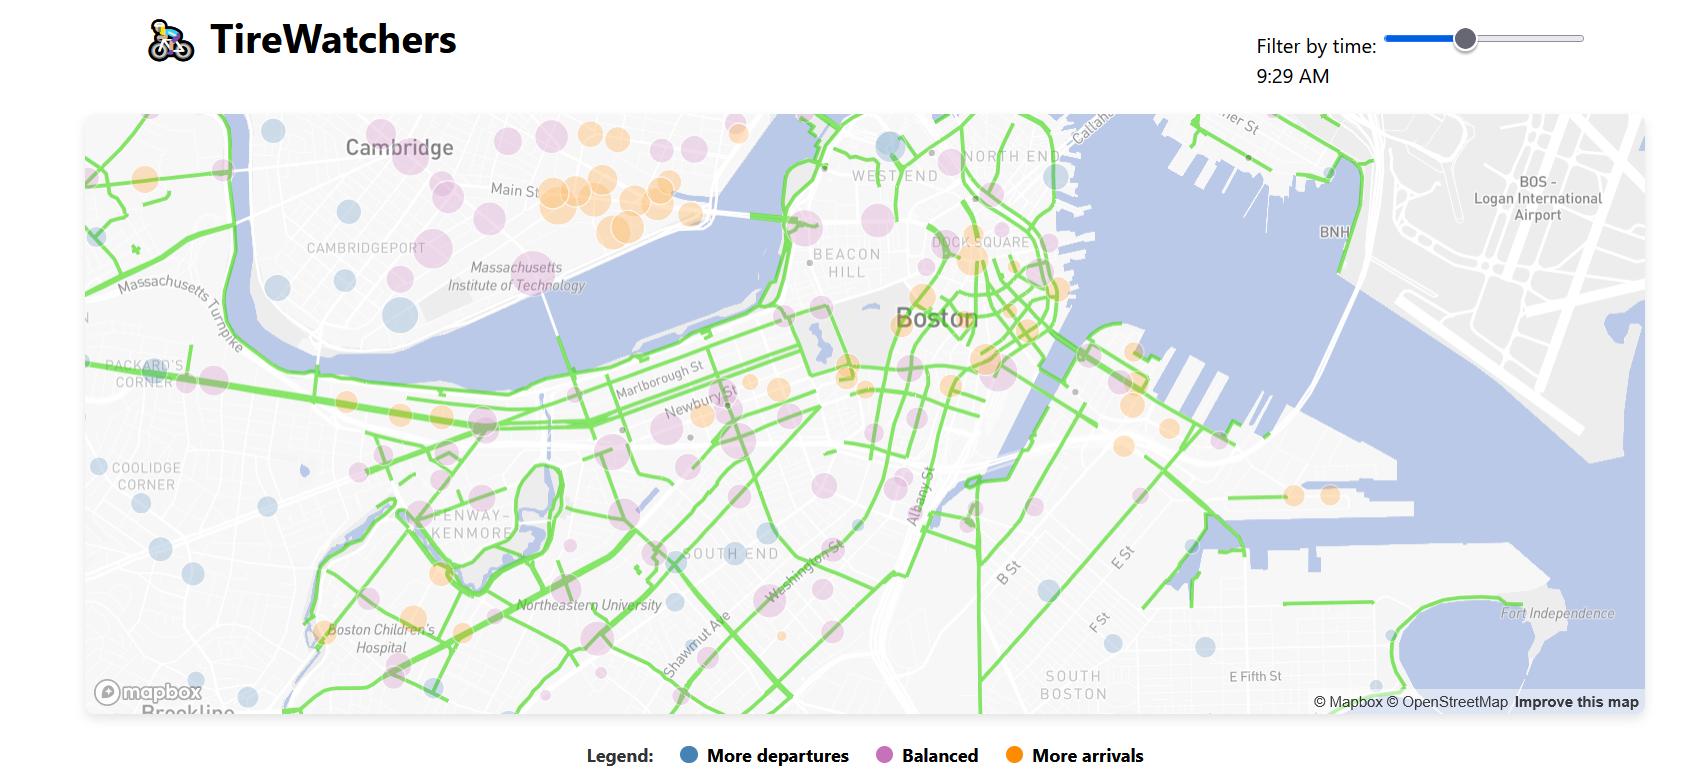 TireWatchers
Filter by time:
9:29 AM
Cambridge
Main St
CAMBRIDGEPORT
Massachusetts
Institute of Technology
Massachusetts Turnpike
PACKARD'S
CORNER
COOLIDGE
CORNER
WEST END
NORTH END
BEACON
HILL
DOCK SQUARE
Boston
Marlborough St
Newbury St
BNH
BOS -
Logan International
Airport
FENWAY-
KENMORE
SOUTH END
Albany St
Washington St
Northeastern University
Boston Children's
Hospital
Shawmut Ave
B St
E St
F St
SOUTH
BOSTON
E Fifth St
Fort Independence
Brookline
mapbox
© Mapbox © OpenStreetMap Improve this map
Legend: More departures Balanced More arrivals